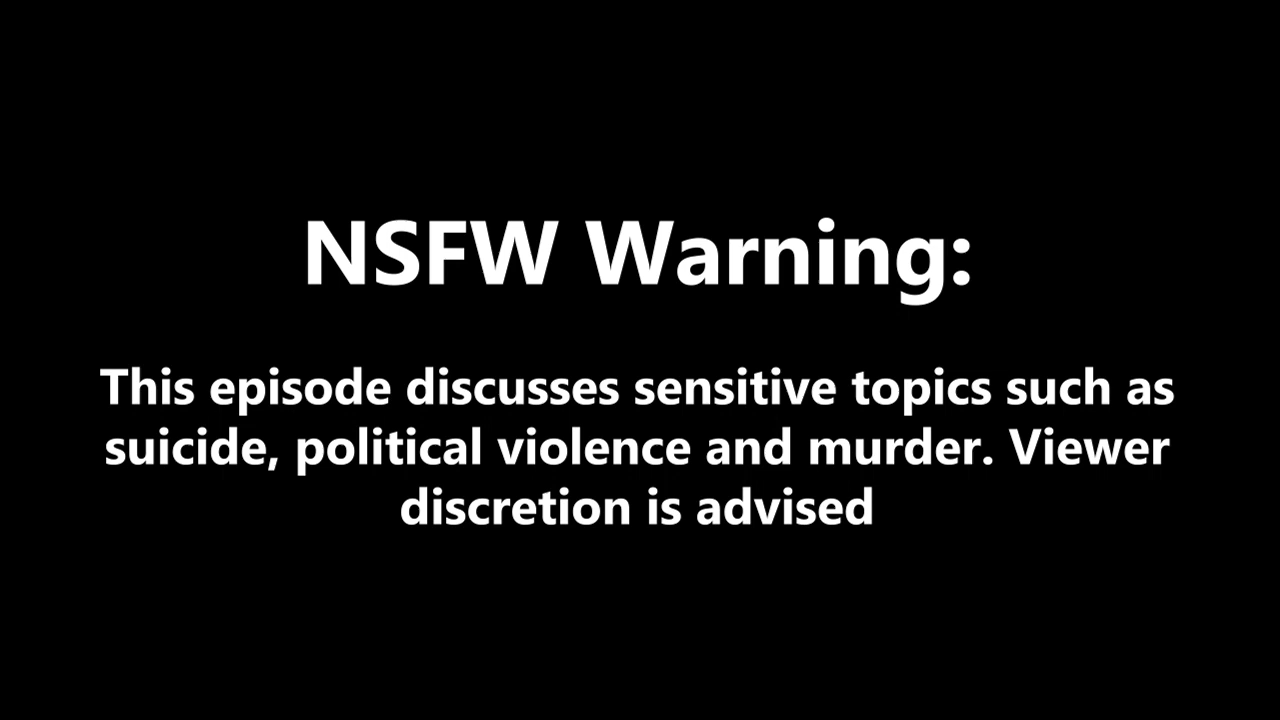 NSFW Warning:
This episode discusses sensitive topics such as
suicide, political violence and murder. Viewer
discretion is advised